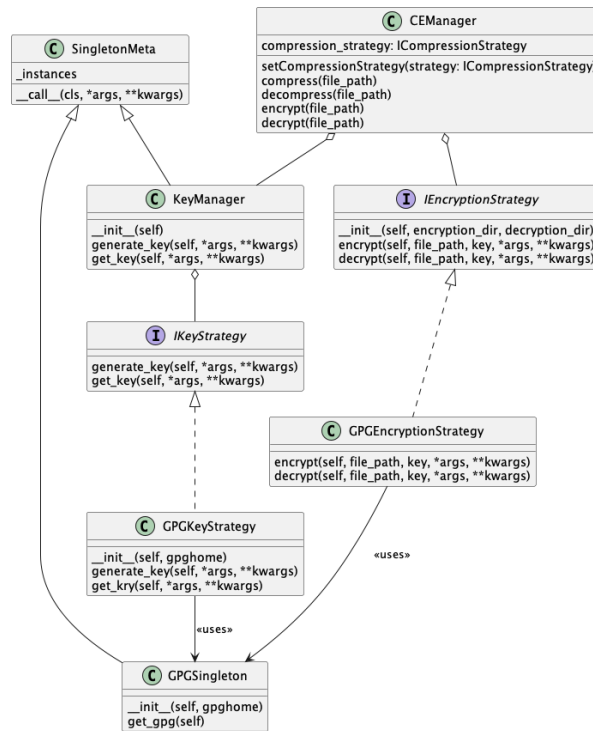 C CEManager
compression_strategy: ICompressionStrategy
setCompressionStrategy(strategy: ICompressionStrategy)
compress(file_path)
decompress(file_path)
encrypt(file_path)
decrypt(file_path)
C SingletonMeta
_instances
__call__(cls, *args, **kwargs)
C KeyManager
__init__(self)
generate_key(self, *args, **kwargs)
get_key(self, *args, **kwargs)
I IEncryptionStrategy
__init__(self, encryption_dir, decryption_dir)
encrypt(self, file_path, key, *args, **kwargs)
decrypt(self, file_path, key, *args, **kwargs)
I IKeyStrategy
generate_key(self, *args, **kwargs)
get_key(self, *args, **kwargs)
C GPGEncryptionStrategy
encrypt(self, file_path, key, *args, **kwargs)
decrypt(self, file_path, key, *args, **kwargs)
C GPGKeyStrategy
__init__(self, gpghome)
generate_key(self, *args, **kwargs)
get_kry(self, *args, **kwargs)
«uses»
«uses»
C GPGSingleton
__init__(self, gpghome)
get_gpg(self)